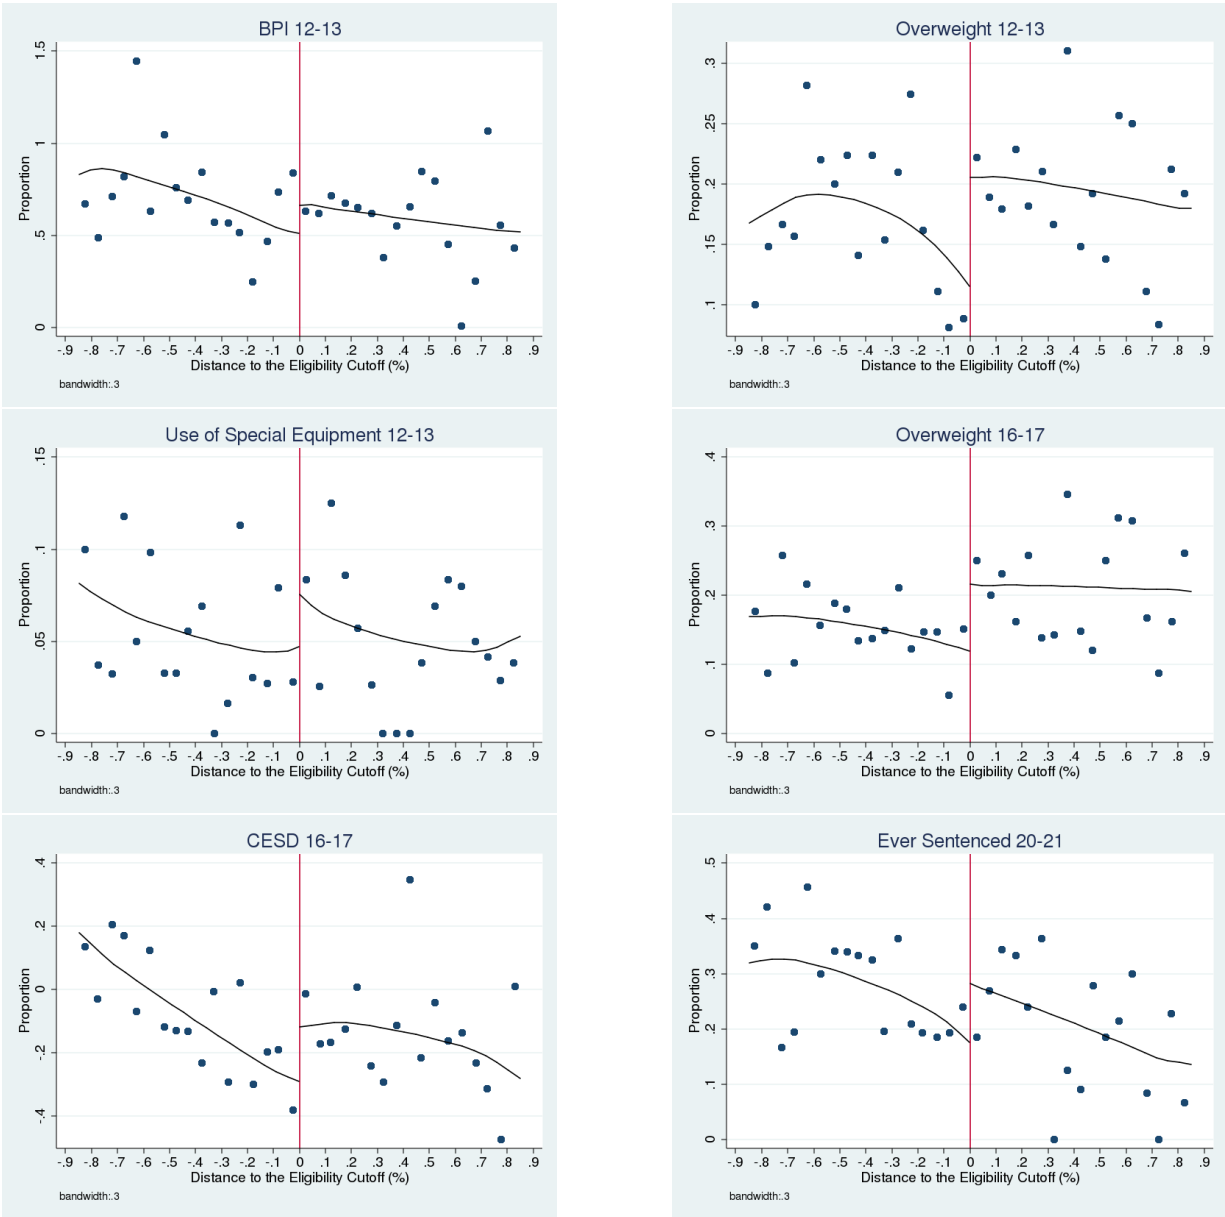 BPI 12-13
Proportion
1.5
1
.5
0
-.9 -.8 -.7 -.6 -.5 -.4 -.3 -.2 -.1 0 .1 .2 .3 .4 .5 .6 .7 .8 .9
Distance to the Eligibility Cutoff (%)
bandwidth:.3
Overweight 12-13
Proportion
.3
.25
.2
.15
.1
-.9 -.8 -.7 -.6 -.5 -.4 -.3 -.2 -.1 0 .1 .2 .3 .4 .5 .6 .7 .8 .9
Distance to the Eligibility Cutoff (%)
bandwidth:.3
Use of Special Equipment 12-13
Proportion
.15
.1
.05
0
-.9 -.8 -.7 -.6 -.5 -.4 -.3 -.2 -.1 0 .1 .2 .3 .4 .5 .6 .7 .8 .9
Distance to the Eligibility Cutoff (%)
bandwidth:.3
Overweight 16-17
Proportion
.4
.3
.2
.1
0
-.9 -.8 -.7 -.6 -.5 -.4 -.3 -.2 -.1 0 .1 .2 .3 .4 .5 .6 .7 .8 .9
Distance to the Eligibility Cutoff (%)
bandwidth:.3
CESD 16-17
Proportion
.4
.2
0
-.2
-.4
-.9 -.8 -.7 -.6 -.5 -.4 -.3 -.2 -.1 0 .1 .2 .3 .4 .5 .6 .7 .8 .9
Distance to the Eligibility Cutoff (%)
bandwidth:.3
Ever Sentenced 20-21
Proportion
.5
.4
.3
.2
.1
0
-.9 -.8 -.7 -.6 -.5 -.4 -.3 -.2 -.1 0 .1 .2 .3 .4 .5 .6 .7 .8 .9
Distance to the Eligibility Cutoff (%)
bandwidth:.3